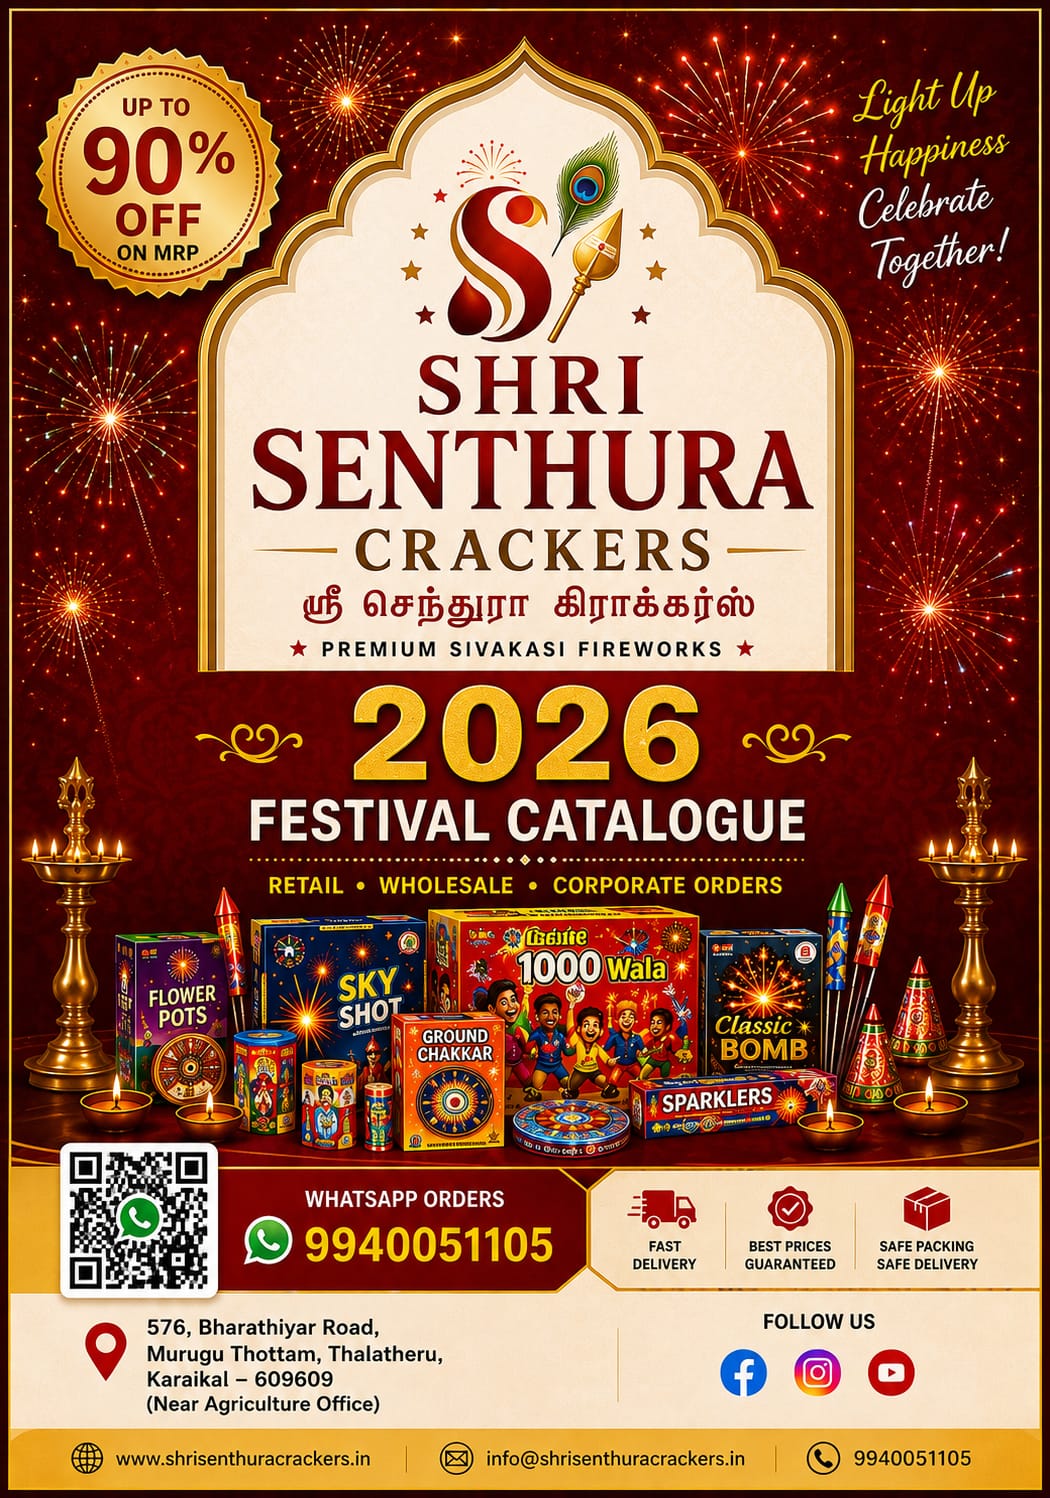 UP TO
90%
OFF
ON MRP
Light Up
Happiness
Celebrate
Together!
SHRI
SENTHURA
CRACKERS
ஸ்ரீ செந்துரா கிராக்கர்ஸ்
PREMIUM SIVAKASI FIREWORKS
2026
FESTIVAL CATALOGUE
RETAIL • WHOLESALE • CORPORATE ORDERS
FLOWER
POTS
SKY
SHOT
1000 Wala
GROUND
CHAKKAR
Classic
BOMB
SPARKLERS
WHATSAPP ORDERS
9940051105
FAST
DELIVERY
BEST PRICES
GUARANTEED
SAFE PACKING
SAFE DELIVERY
576, Bharathiyar Road,
Murugu Thottam, Thalatheru,
Karaikal – 609609
(Near Agriculture Office)
FOLLOW US
www.shrisenthuracrackers.in
info@shrisenthuracrackers.in
9940051105